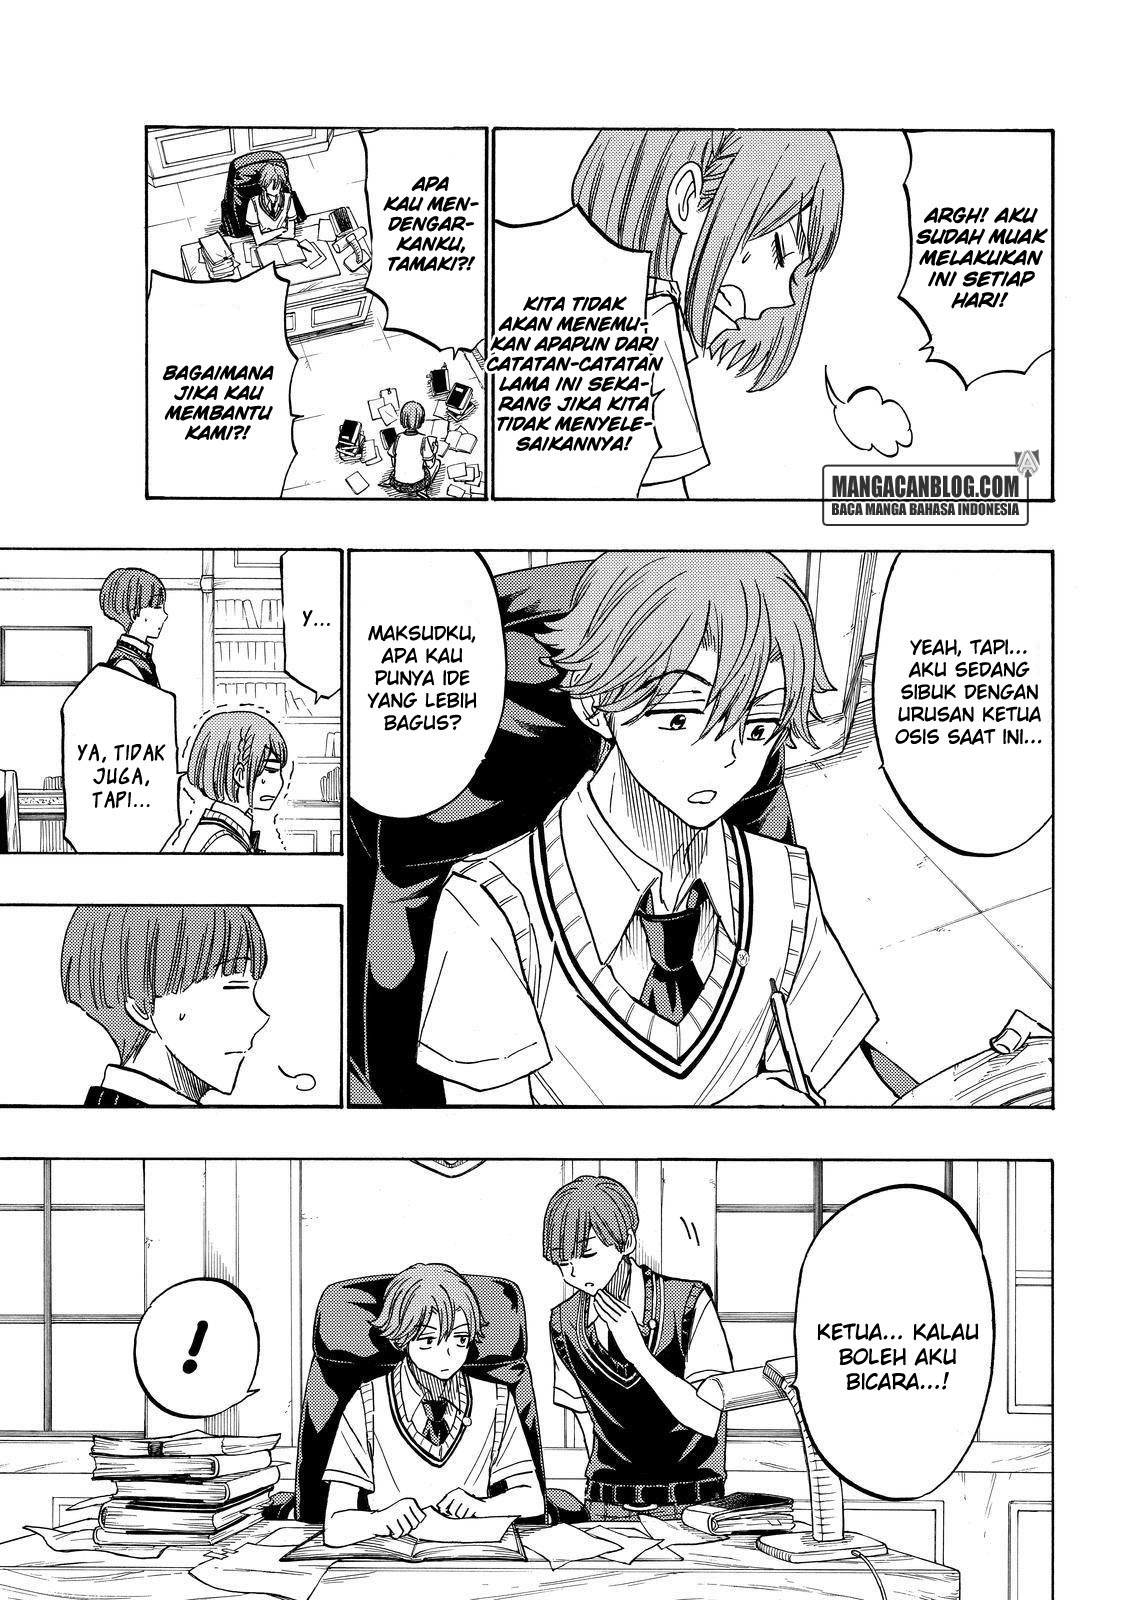 ARGH! AKU
SUDAH MUAK
MELAKUKAN
INI SETIAP
HARI!
KITA TIDAK
AKAN MENEMU-
KAN APAPUN DARI
CATATAN-CATATAN
LAMA INI SEKA-
RANG JIKA KITA
TIDAK MENYELE-
SAIKANNYA!
APA
KAU MEN-
DENGAR-
KANKU,
TAMAKI?!
BAGAIMANA
JIKA KAU
MEMBANTU
KAMI?!
MANGACANBLOG.COM
BACA MANGA BAHASA INDONESIA
YEAH, TAPI...
AKU SEDANG
SIBUK DENGAN
URUSAN KETUA
OSIS SAAT INI...
MAKSUDKU,
APA KAU
PUNYA IDE
YANG LEBIH
BAGUS?
Y...
YA, TIDAK
JUGA,
TAPI...
KETUA... KALAU
BOLEH AKU
BICARA...!
!